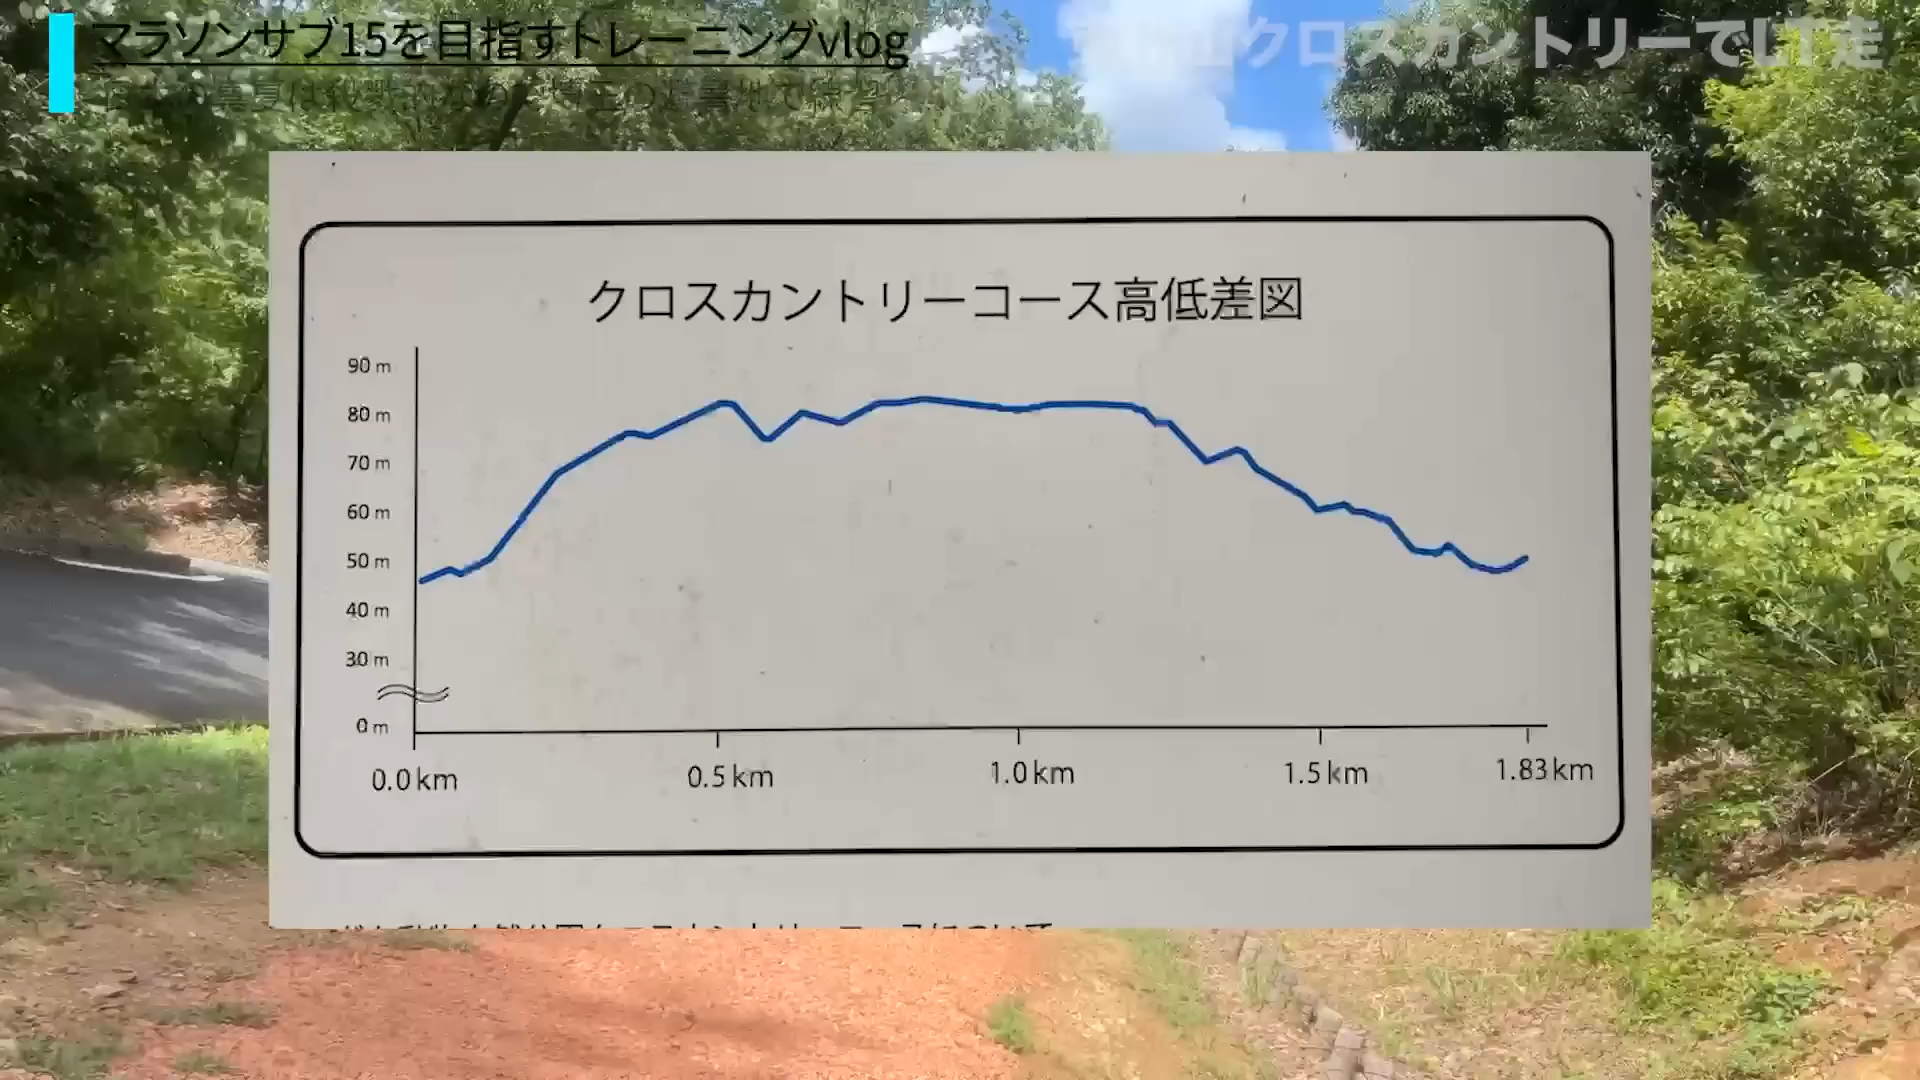 マラソンサブ15を目指すトレーニングvlog
クロスカントリーでLT走
クロスカントリーコース高低差図
90 m
80 m
70 m
60 m
50 m
40 m
30 m
0 m
0.0 km
0.5 km
1.0 km
1.5 km
1.83 km